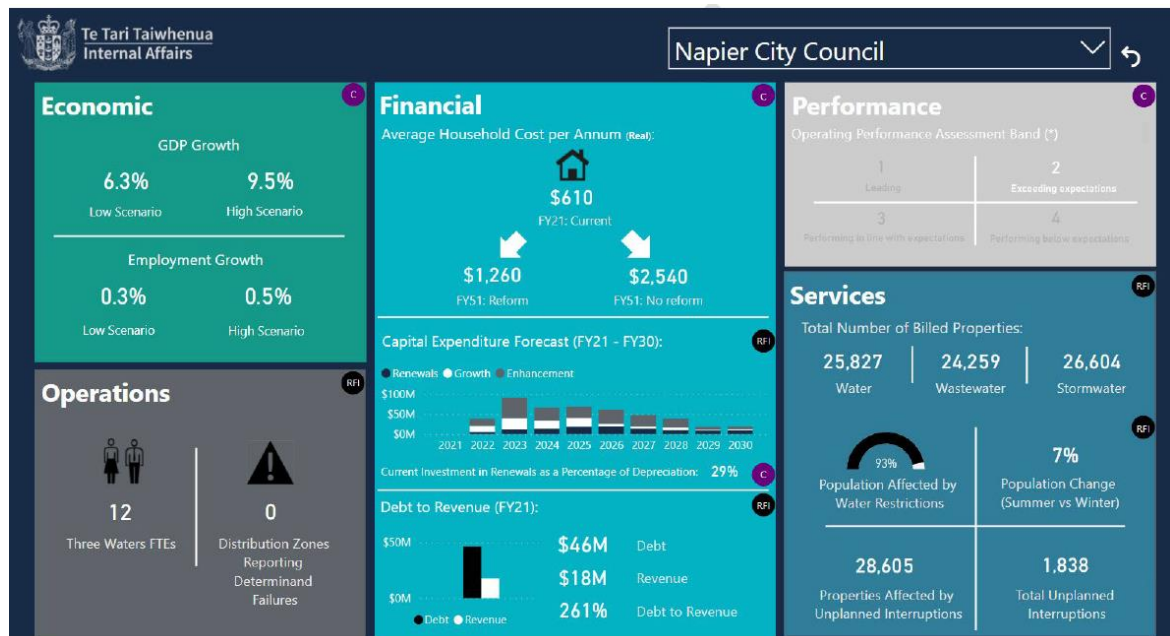 Te Tari Taiwhenua
Internal Affairs
Napier City Council
Economic
C
GDP Growth
6.3%
9.5%
Low Scenario
High Scenario
Employment Growth
0.3%
0.5%
Low Scenario
High Scenario
Operations
RFI
12
0
Three Waters FTEs
Distribution Zones
Reporting
Determinand
Failures
Financial
C
Average Household Cost per Annum (Real):
$610
FY21: Current
$1,260
$2,540
FY51: Reform
FY51: No reform
Capital Expenditure Forecast (FY21 - FY30):
RFI
Renewals Growth Enhancement
$100M
$50M
$0M
2021 2022 2023 2024 2025 2026 2027 2028 2029 2030
Current Investment in Renewals as a Percentage of Depreciation: 29%
C
Debt to Revenue (FY21):
RFI
$50M
$0M
Debt Revenue
$46M Debt
$18M Revenue
261% Debt to Revenue
Performance
C
Operating Performance Assessment Band (*)
1
Leading
2
Exceeding expectations
3
Performing in line with expectations
4
Performing below expectations
Services
RFI
Total Number of Billed Properties:
25,827
24,259
26,604
Water
Wastewater
Stormwater
RFI
93%
Population Affected by
Water Restrictions
7%
Population Change
(Summer vs Winter)
28,605
Properties Affected by
Unplanned Interruptions
1,838
Total Unplanned
Interruptions